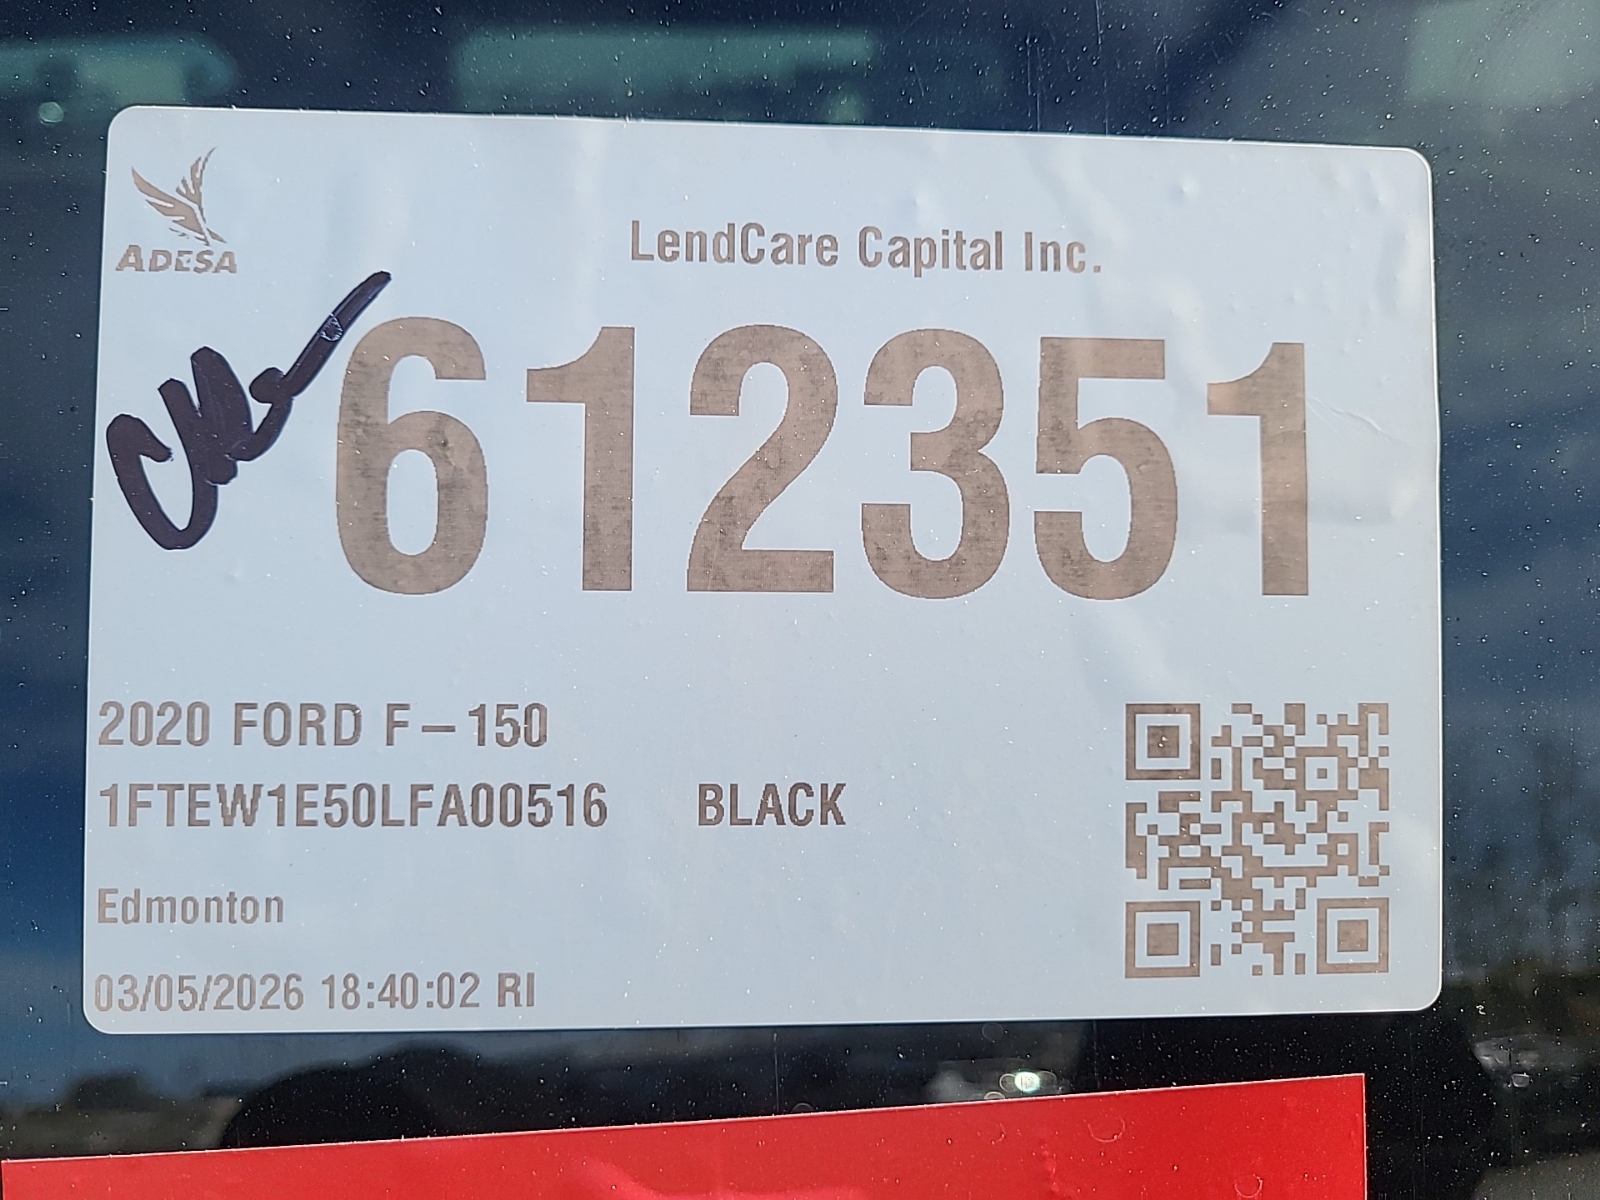 ADESA
LendCare Capital Inc.
612351
2020 FORD F-150
1FTEW1E50LFA00516 BLACK
Edmonton
03/05/2026 18:40:02 RI